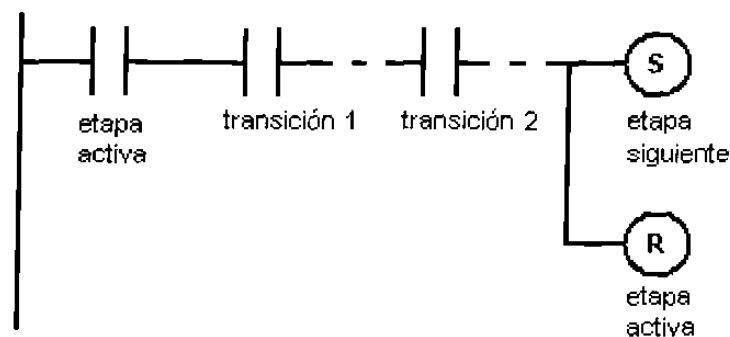 S
etapa
activa
transición 1
transición 2
etapa
siguiente
R
etapa
activa